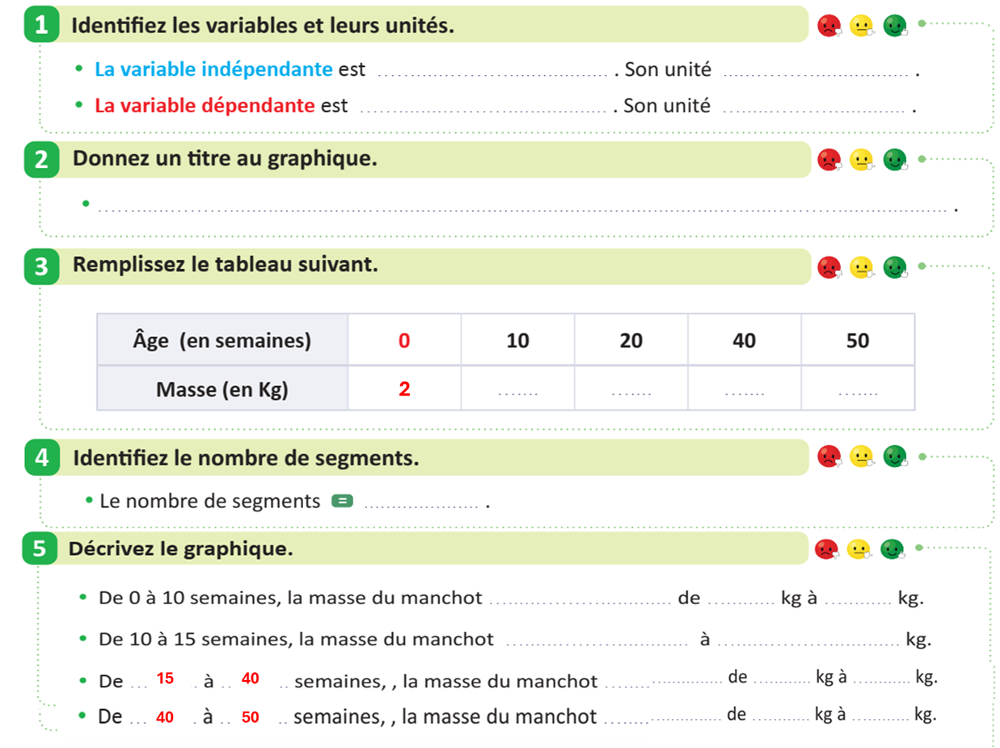 1 Identifiez les variables et leurs unités.
• La variable indépendante est .............................. . Son unité .............................. .
• La variable dépendante est .............................. . Son unité .............................. .
2 Donnez un titre au graphique.
• .............................. .
3 Remplissez le tableau suivant.
Âge (en semaines) 0 10 20 40 50
Masse (en Kg) 2 ....... ....... ....... .......
4 Identifiez le nombre de segments.
• Le nombre de segments = .................... .
5 Décrivez le graphique.
• De 0 à 10 semaines, la masse du manchot .............................. de ............ kg à ............ kg.
• De 10 à 15 semaines, la masse du manchot .............................. à .............................. kg.
• De ... 15 . à .. 40 .. semaines, , la masse du manchot .................... de ............ kg à ............ kg.
• De ... 40 . à .. 50 .. semaines, , la masse du manchot .................... de ............ kg à ............ kg.